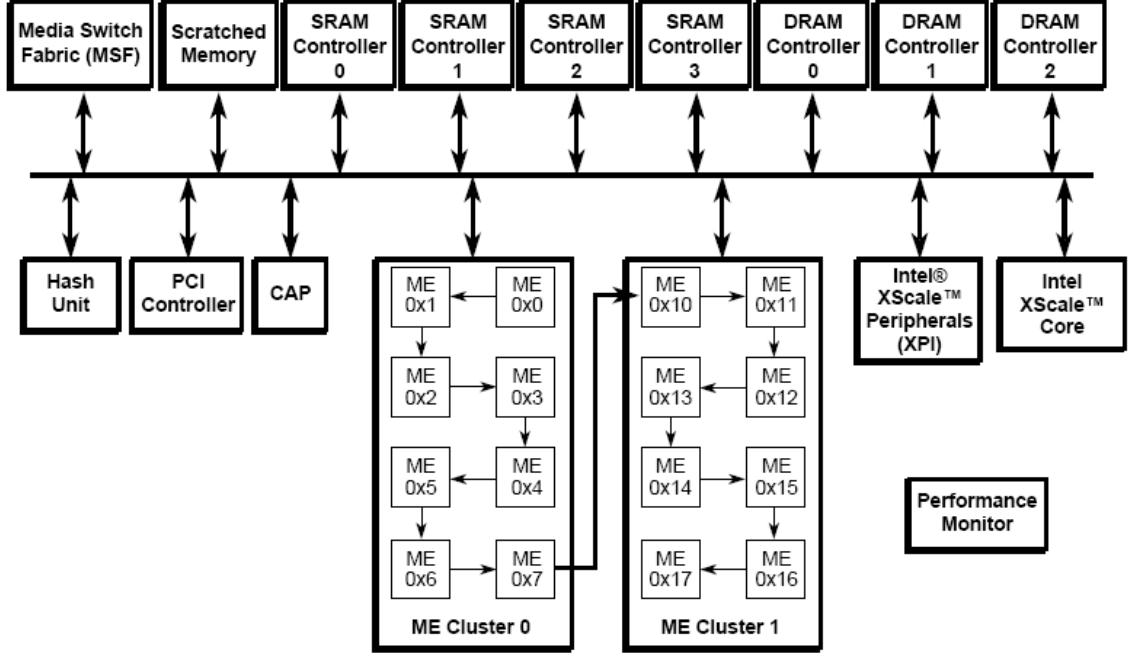 Media Switch
Fabric (MSF)
Scratched
Memory
SRAM
Controller
0
SRAM
Controller
1
SRAM
Controller
2
SRAM
Controller
3
DRAM
Controller
0
DRAM
Controller
1
DRAM
Controller
2
Hash
Unit
PCI
Controller
CAP
ME
0x1
ME
0x0
ME
0x2
ME
0x3
ME
0x5
ME
0x4
ME
0x6
ME
0x7
ME Cluster 0
ME
0x10
ME
0x11
ME
0x13
ME
0x12
ME
0x14
ME
0x15
ME
0x17
ME
0x16
ME Cluster 1
Intel®
XScale™
Peripherals
(XPI)
Intel
XScale™
Core
Performance
Monitor